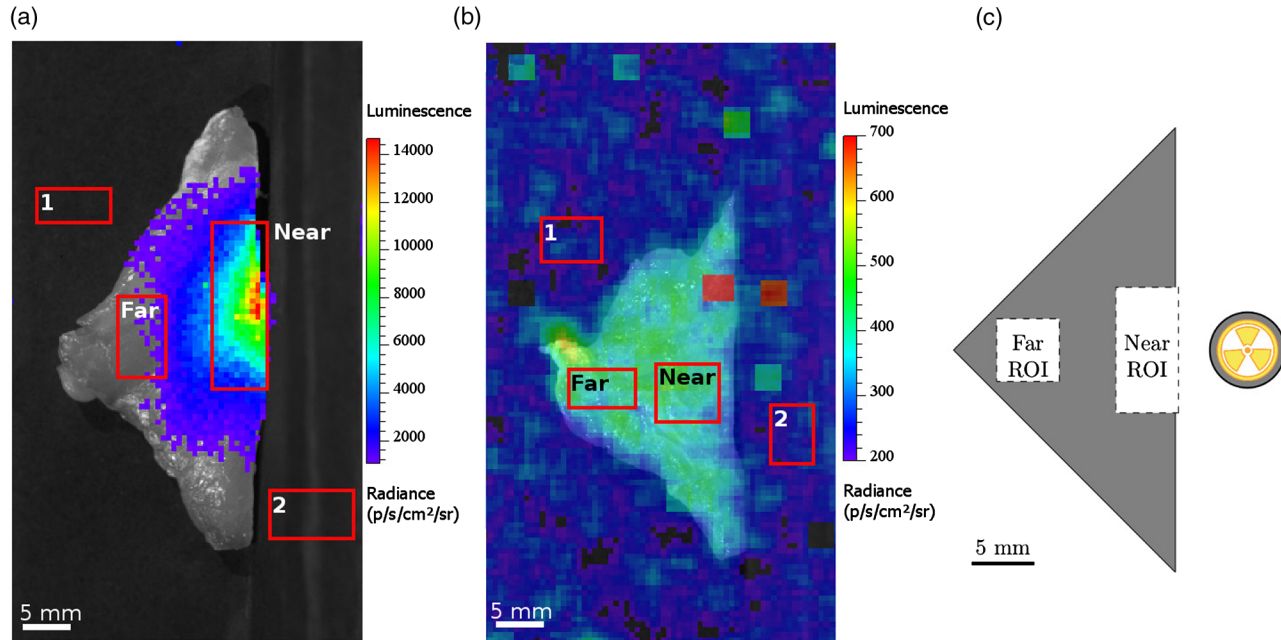 (a)
Luminescence
14000
12000
10000
8000
6000
4000
2000
Radiance
(p/s/cm²/sr)
1
Near
Far
2
5 mm
(b)
Luminescence
700
600
500
400
300
200
Radiance
(p/s/cm²/sr)
1
Far
Near
2
5 mm
(c)
Far
ROI
Near
ROI
5 mm